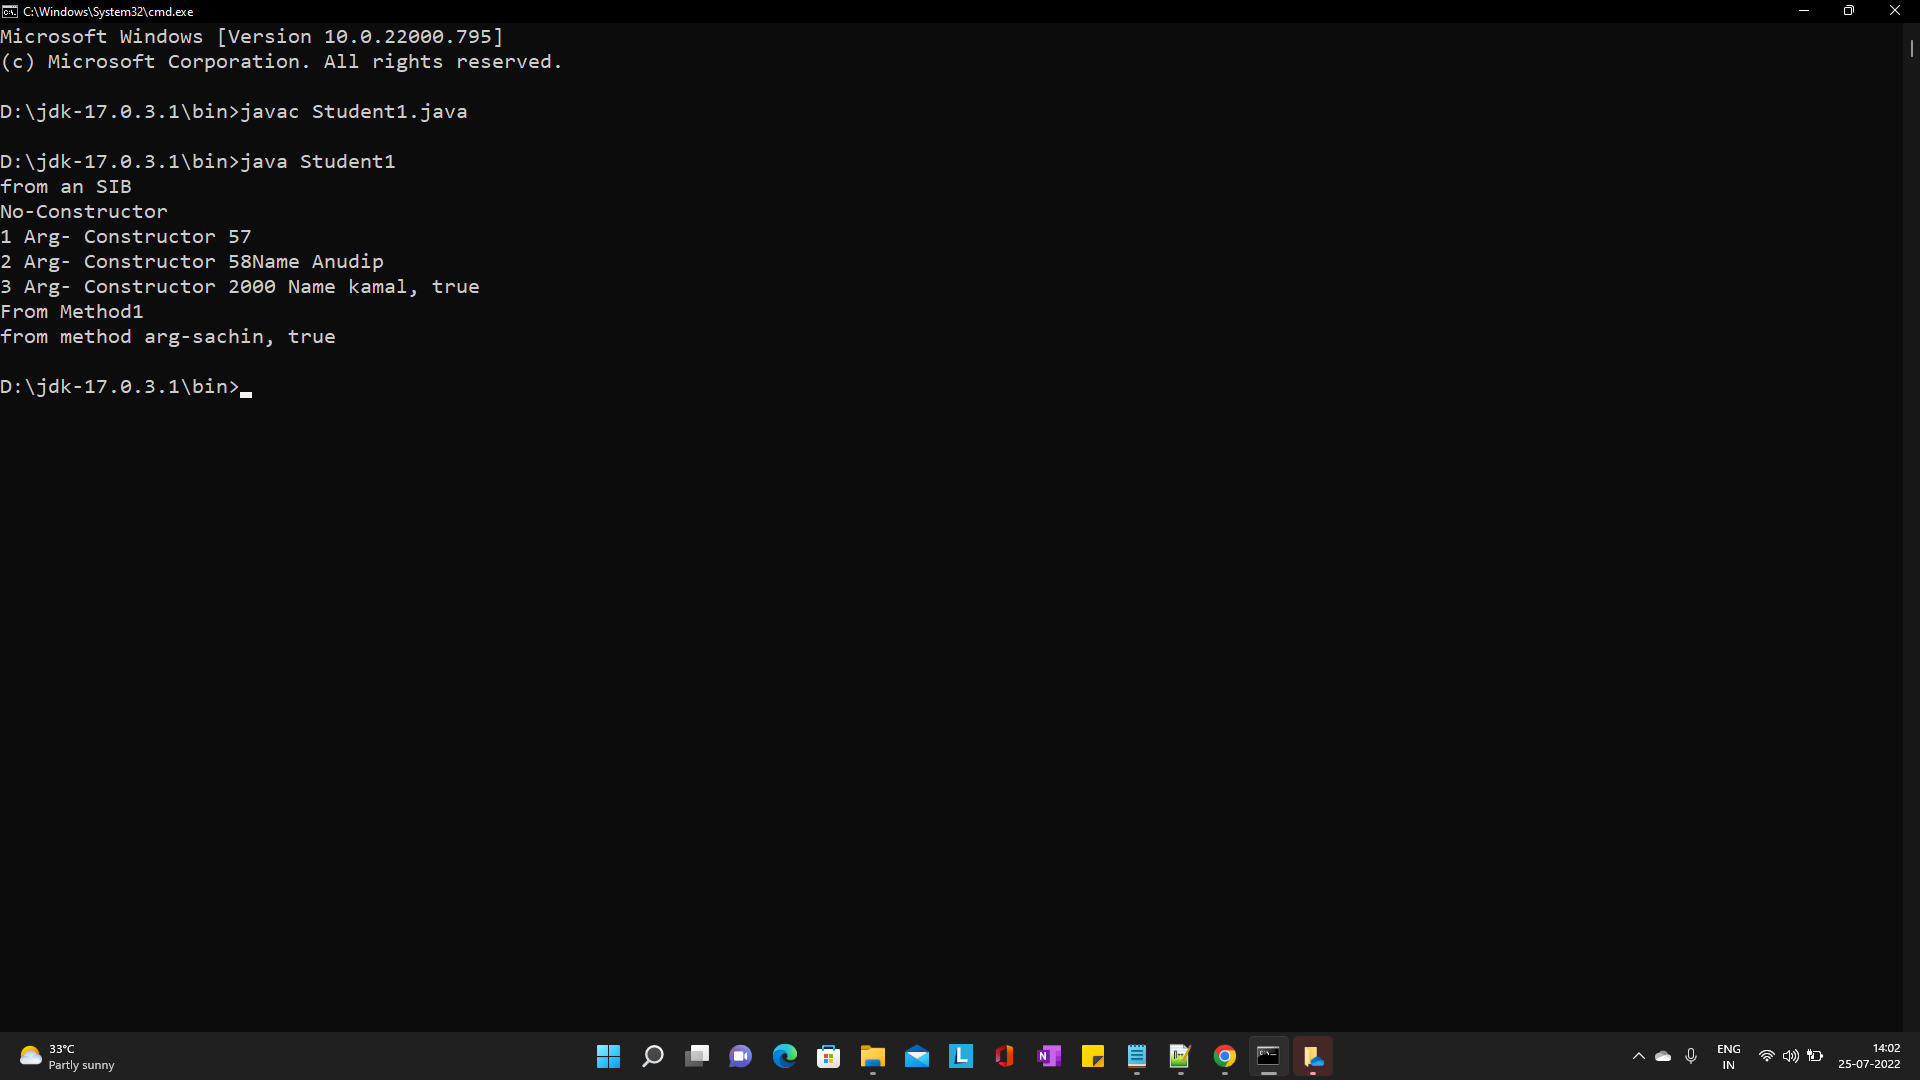 C:\Windows\System32\cmd.exe
Microsoft Windows [Version 10.0.22000.795]
(c) Microsoft Corporation. All rights reserved.
D:\jdk-17.0.3.1\bin>javac Student1.java
D:\jdk-17.0.3.1\bin>java Student1
from an SIB
No-Constructor
1 Arg- Constructor 57
2 Arg- Constructor 58Name Anudip
3 Arg- Constructor 2000 Name kamal, true
From Method1
from method arg-sachin, true
D:\jdk-17.0.3.1\bin>
33°C
Partly sunny
ENG
IN
14:02
25-07-2022